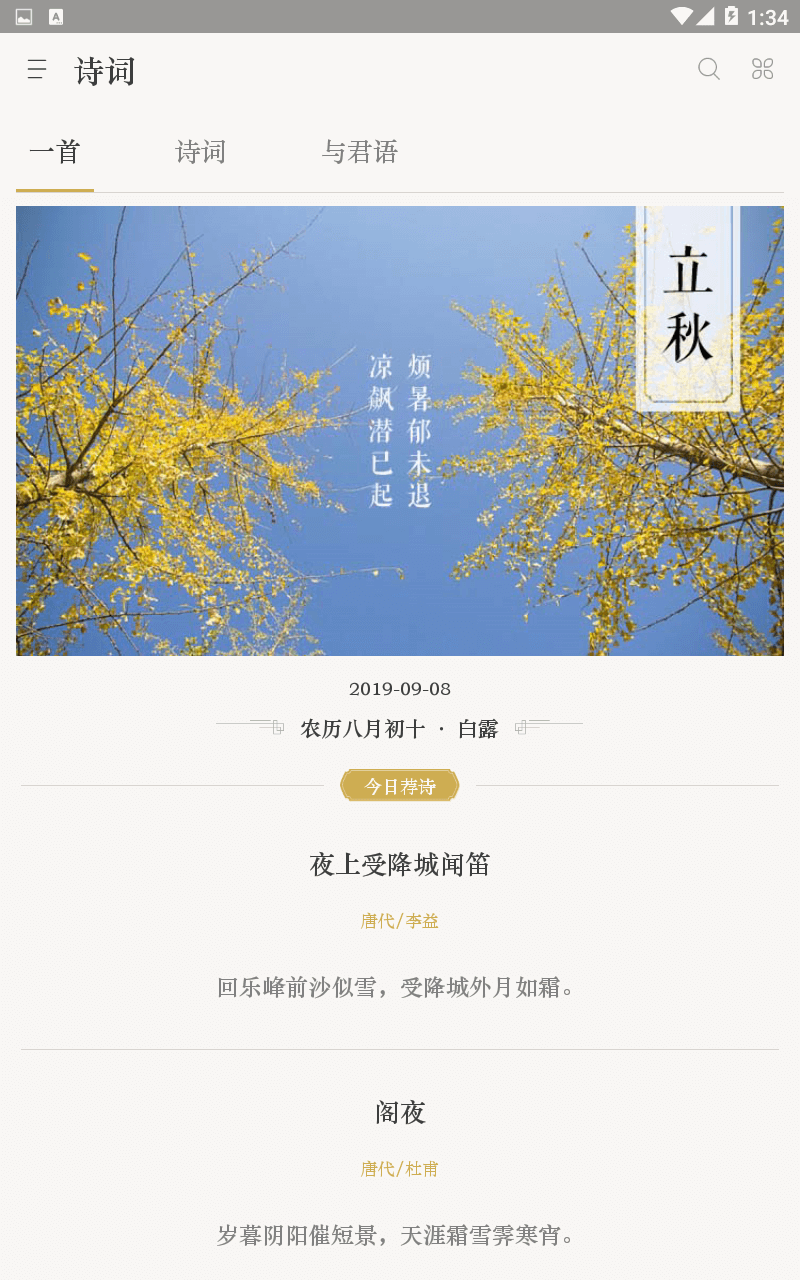 1:34
诗词
一首 诗词 与君语
立秋
烦暑郁未退
凉飙潜已起
2019-09-08
农历八月初十 · 白露
今日荐诗
夜上受降城闻笛
唐代/李益
回乐峰前沙似雪，受降城外月如霜。
阁夜
唐代/杜甫
岁暮阴阳催短景，天涯霜雪霁寒宵。